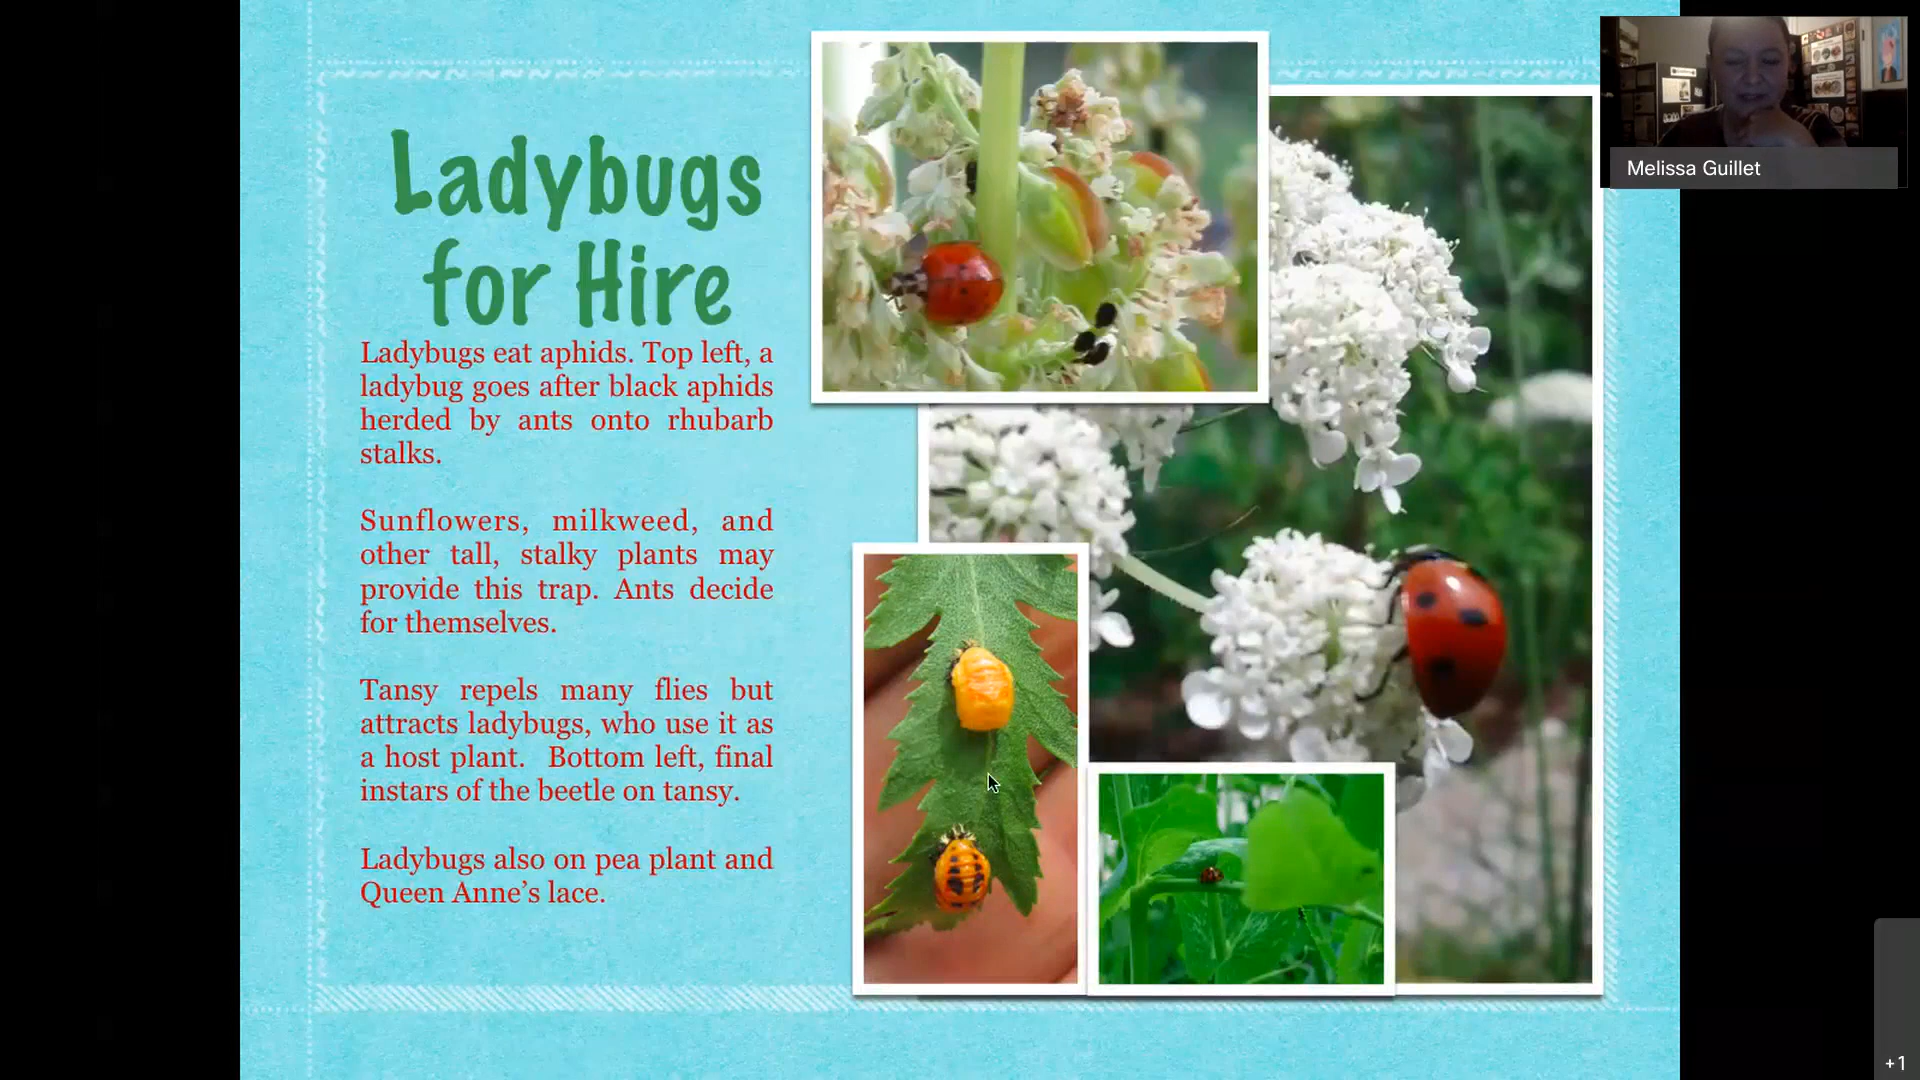 Ladybugs
for Hire
Ladybugs eat aphids. Top left, a
ladybug goes after black aphids
herded by ants onto rhubarb
stalks.
Sunflowers, milkweed, and
other tall, stalky plants may
provide this trap. Ants decide
for themselves.
Tansy repels many flies but
attracts ladybugs, who use it as
a host plant. Bottom left, final
instars of the beetle on tansy.
Ladybugs also on pea plant and
Queen Anne's lace.
Melissa Guillet
+1